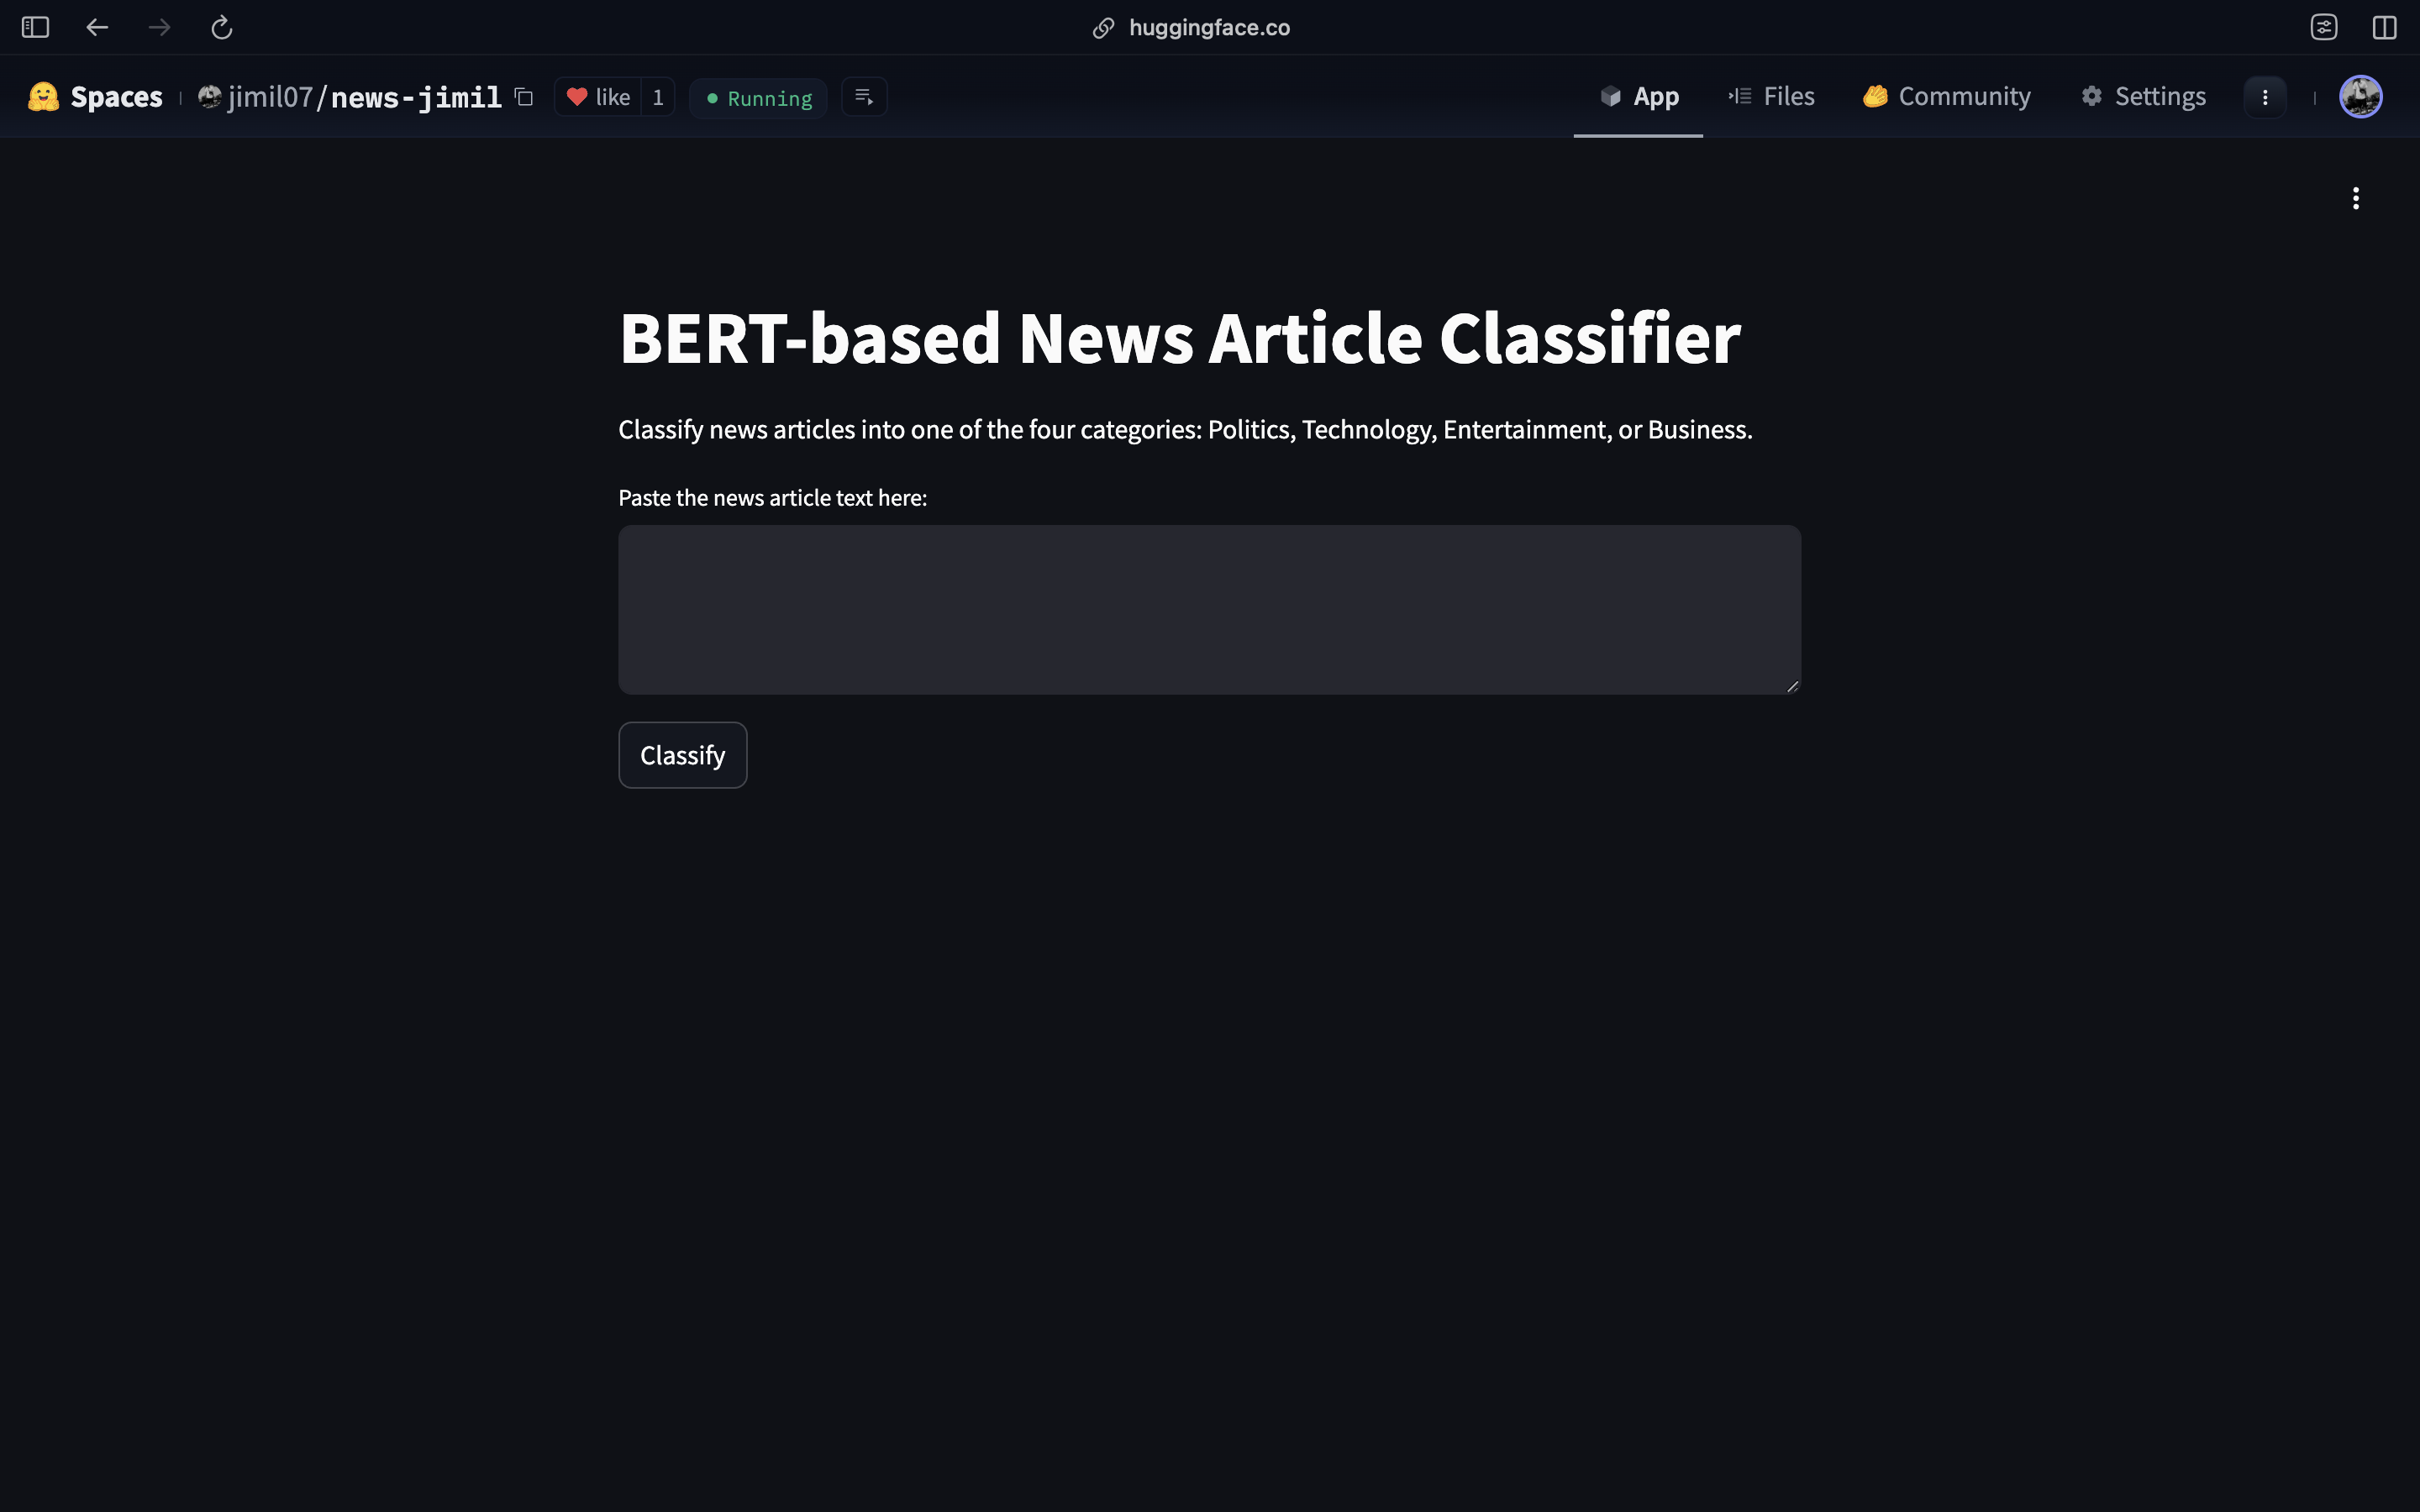 huggingface.co
Spaces jimil07/news-jimil like 1 Running App Files Community Settings
BERT-based News Article Classifier
Classify news articles into one of the four categories: Politics, Technology, Entertainment, or Business.
Paste the news article text here:
Classify